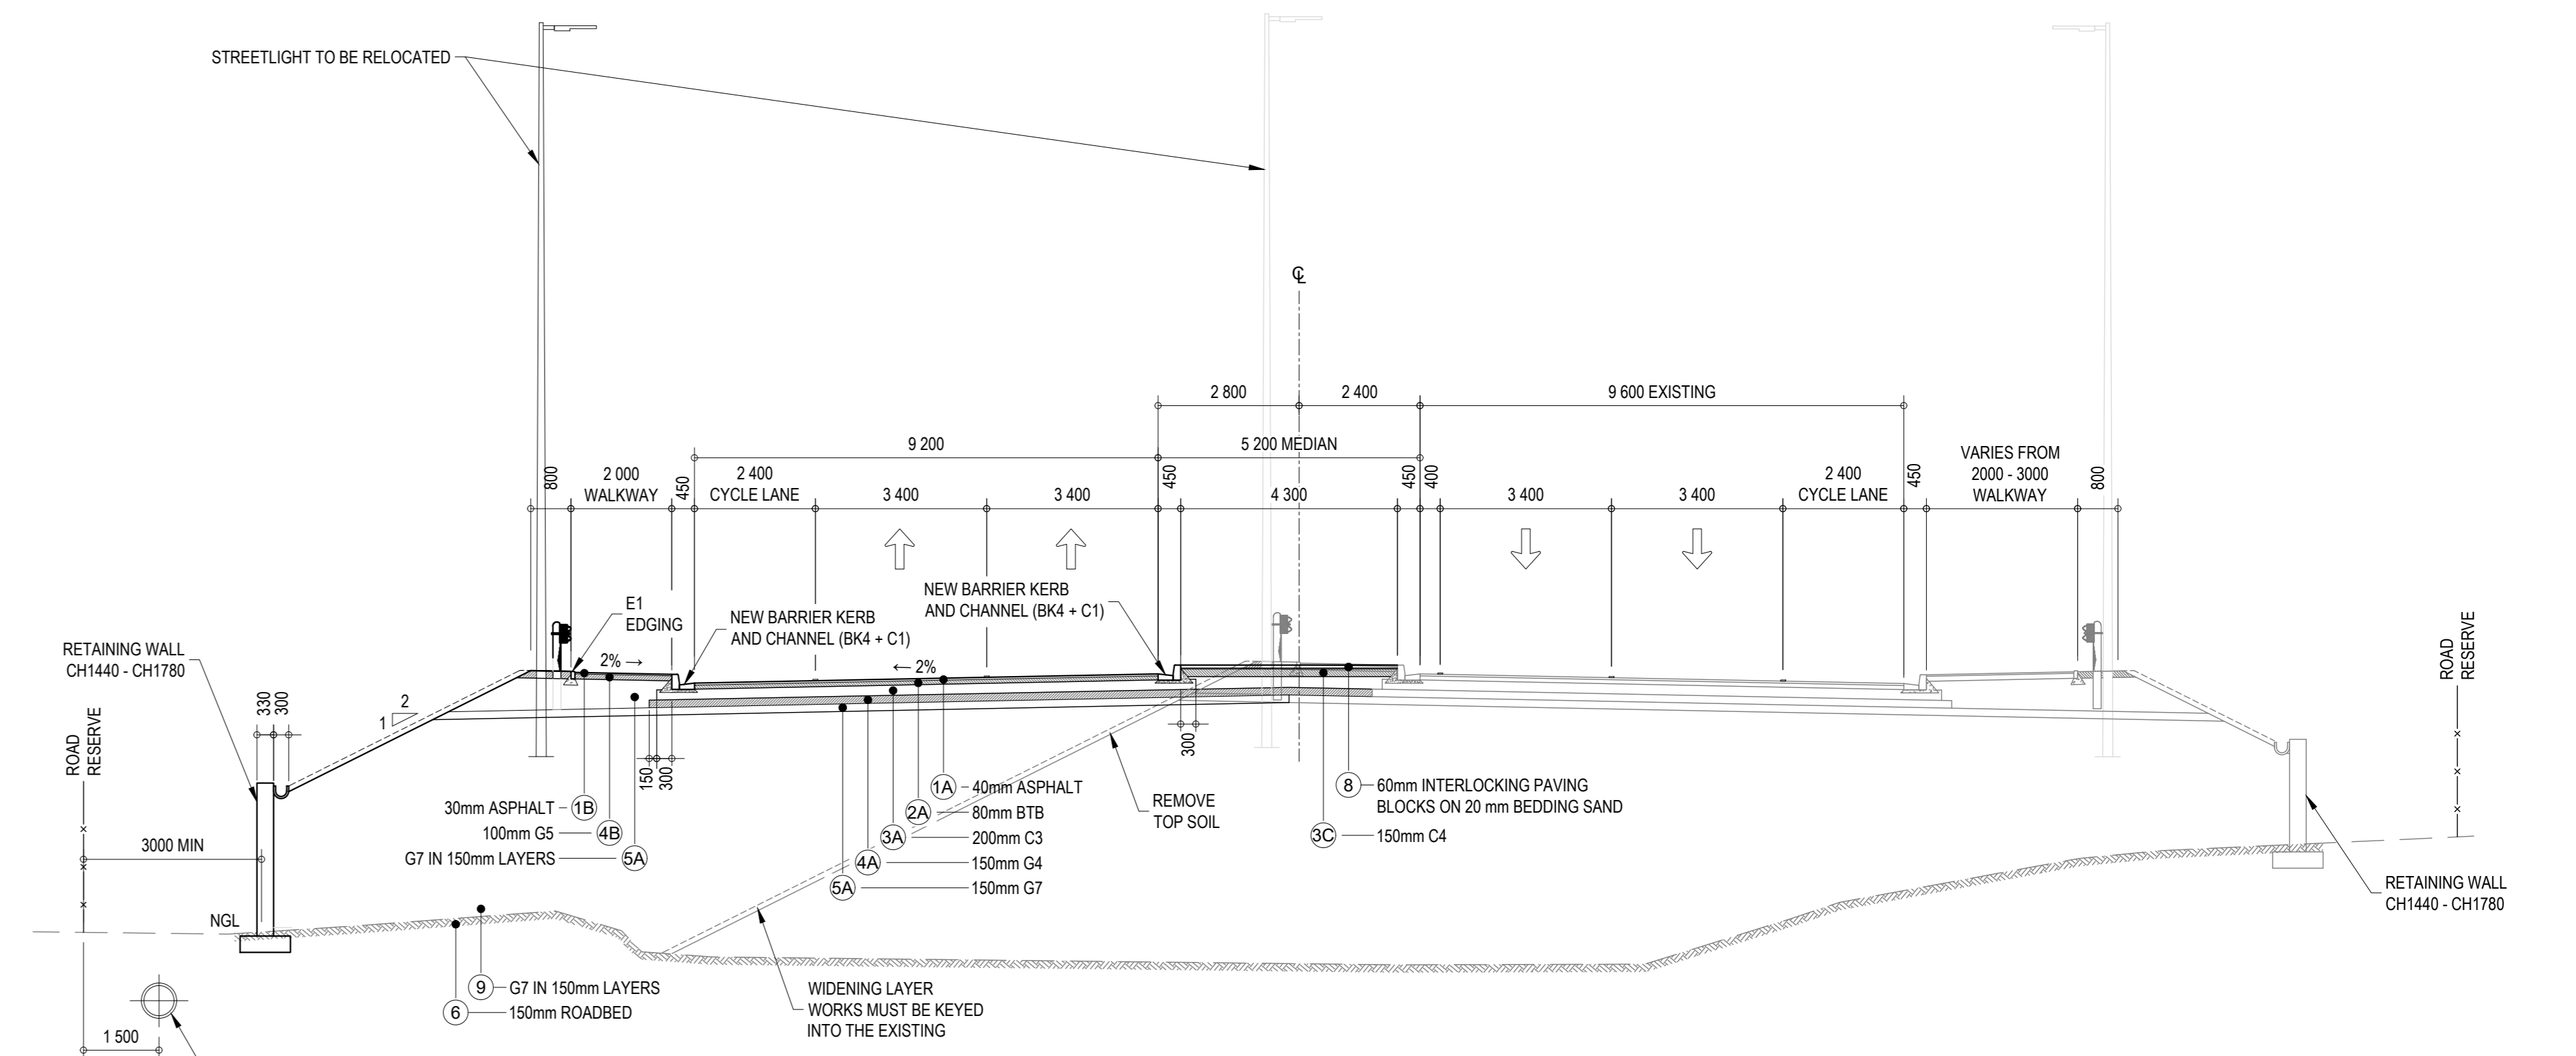 STREETLIGHT TO BE RELOCATED
℄
2 800
2 400
9 600 EXISTING
9 200
5 200 MEDIAN
800
2 000
WALKWAY
450
2 400
CYCLE LANE
3 400
3 400
450
4 300
450
400
3 400
3 400
2 400
CYCLE LANE
450
VARIES FROM
2000 - 3000
WALKWAY
800
E1
EDGING
NEW BARRIER KERB
AND CHANNEL (BK4 + C1)
NEW BARRIER KERB
AND CHANNEL (BK4 + C1)
2% →
← 2%
RETAINING WALL
CH1440 - CH1780
330
300
2
1
ROAD
RESERVE
ROAD
RESERVE
150
300
300
30mm ASPHALT
1B
100mm G5
4B
G7 IN 150mm LAYERS
5A
1A
40mm ASPHALT
2A
80mm BTB
3A
200mm C3
4A
150mm G4
5A
150mm G7
REMOVE
TOP SOIL
8
60mm INTERLOCKING PAVING
BLOCKS ON 20 mm BEDDING SAND
3C
150mm C4
3000 MIN
NGL
RETAINING WALL
CH1440 - CH1780
9
G7 IN 150mm LAYERS
6
150mm ROADBED
WIDENING LAYER
WORKS MUST BE KEYED
INTO THE EXISTING
1 500